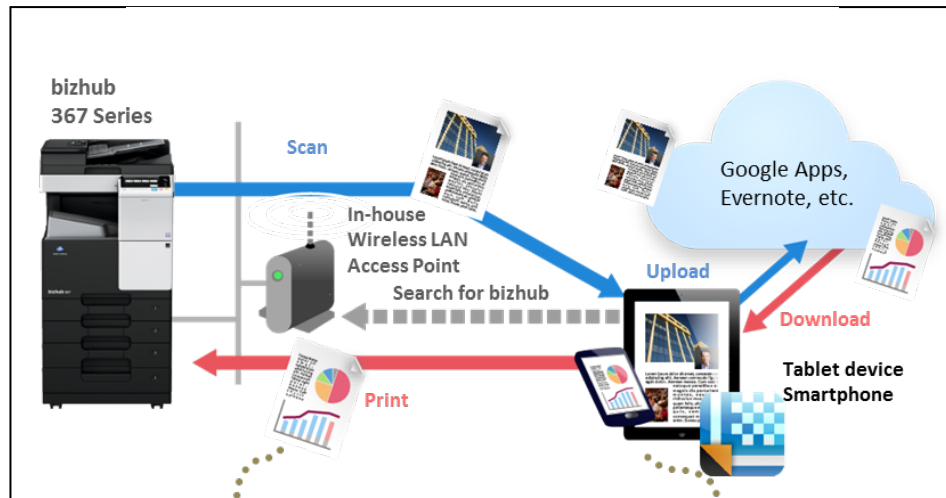 bizhub
367 Series
Scan
In-house
Wireless LAN
Access Point
Google Apps,
Evernote, etc.
Upload
Search for bizhub
Download
Print
Tablet device
Smartphone